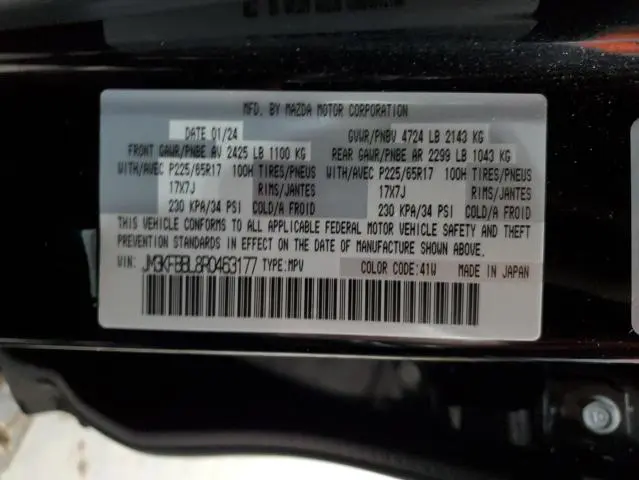 MFD. BY MAZDA MOTOR CORPORATION
DATE 01/24 GVWR/PNBV 4724 LB 2143 KG
FRONT GAWR/PNBE AV 2425 LB 1100 KG REAR GAWR/PNBE AR 2299 LB 1043 KG
WITH/AVEC P225/65R17 100H TIRES/PNEUS WITH/AVEC P225/65R17 100H TIRES/PNEUS
17X7J RIMS/JANTES 17X7J RIMS/JANTES
230 KPA/34 PSI COLD/A FROID 230 KPA/34 PSI COLD/A FROID
THIS VEHICLE CONFORMS TO ALL APPLICABLE FEDERAL MOTOR VEHICLE SAFETY AND THEFT
PREVENTION STANDARDS IN EFFECT ON THE DATE OF MANUFACTURE SHOWN ABOVE.
VIN: JM3KFBBL8R0463177 TYPE:MPV COLOR CODE:41W MADE IN JAPAN